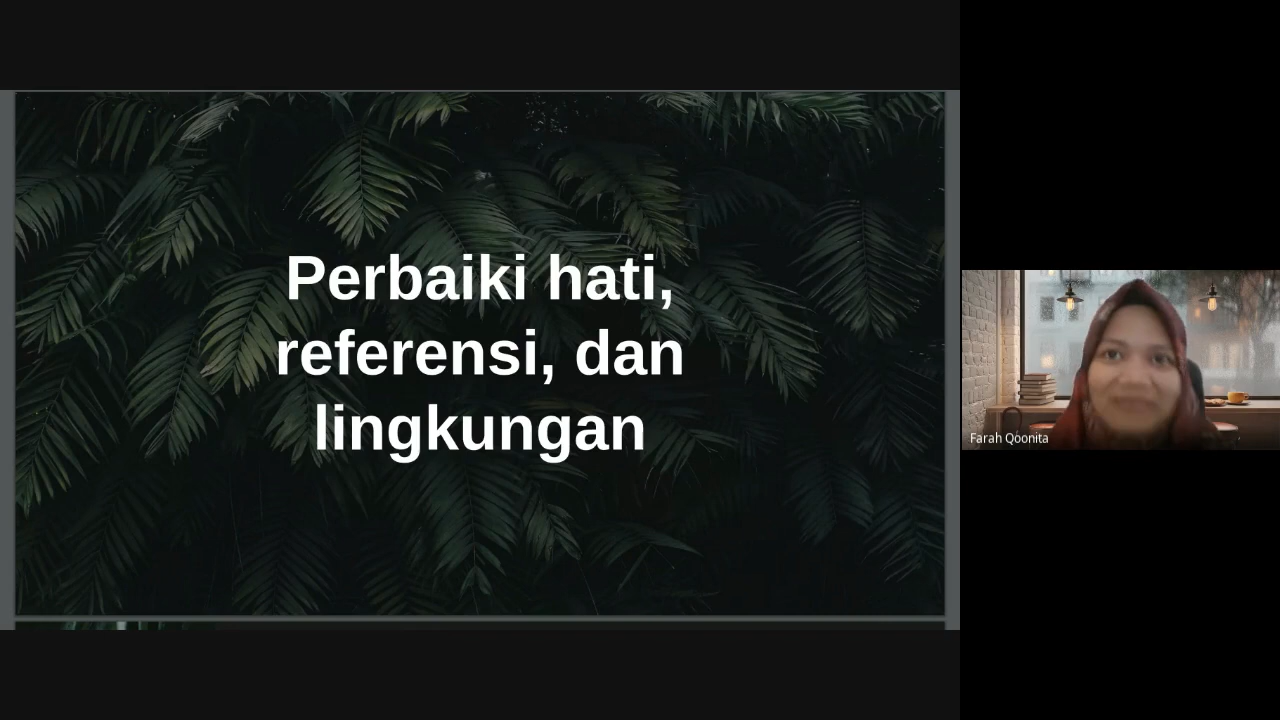 Perbaiki hati,
referensi, dan
lingkungan
Farah Qoonita